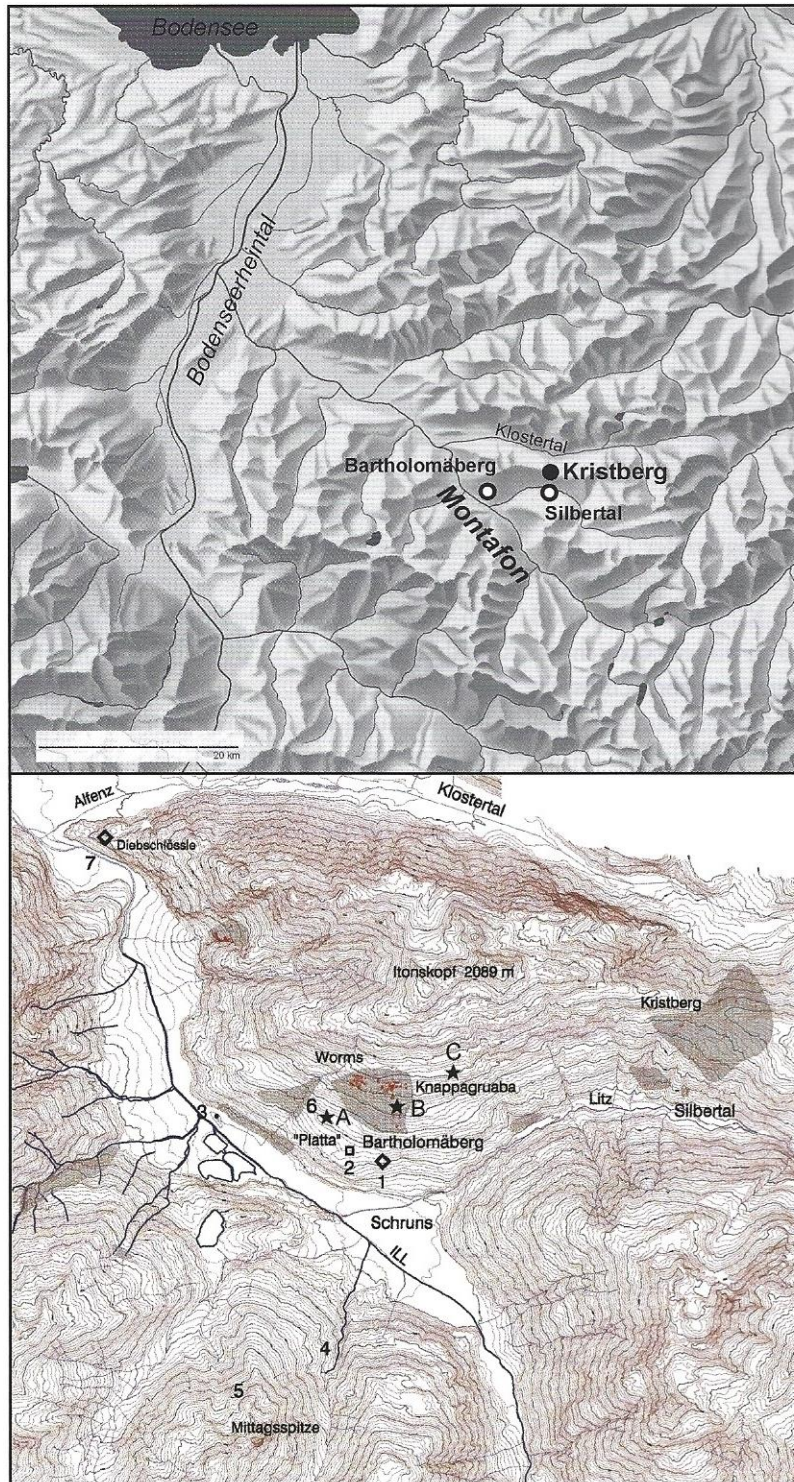 Bodensee
Bodenseerheintal
Klostertal
Bartholomäberg
Kristberg
Silbertal
Montafon
20 km
Alfenz
Klostertal
Diebschlössle
7
Itonskopf 2089 m
Kristberg
Worms
C
Knappagruaba
3
6 A
B
Litz
Silbertal
"Platta"
Bartholomäberg
2
1
Schruns
ILL
4
5
Mittagsspitze